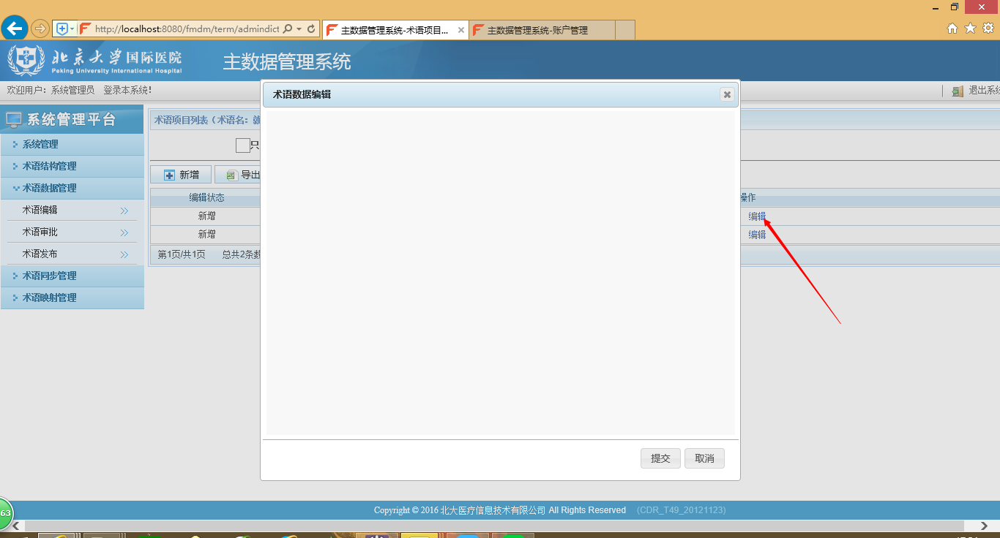 http://localhost:8080/fmdm/term/admindict
主数据管理系统-术语项目...
主数据管理系统-账户管理
北京大学国际医院
Peking University International Hospital
主数据管理系统
欢迎用户：系统管理员 登录本系统！
退出系统
系统管理平台
系统管理
术语结构管理
术语数据管理
术语编辑
术语审批
术语发布
术语同步管理
术语映射管理
术语项目列表（术语名：
只
新增
导出
编辑状态
操作
新增
编辑
新增
编辑
第1页/共1页 总共2条数
术语数据编辑
提交
取消
Copyright © 2016 北大医疗信息技术有限公司 All Rights Reserved (CDR_T49_20121123)
63